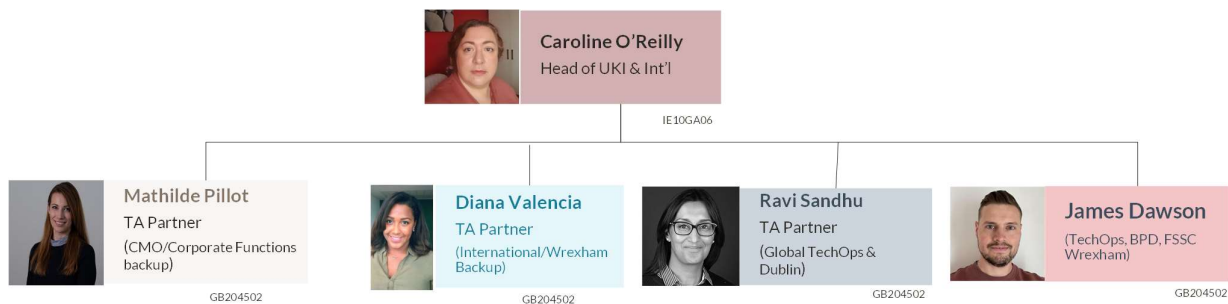 Caroline O'Reilly
Head of UKI & Int'l
IE10GA06
Mathilde Pillot
TA Partner
(CMO/Corporate Functions
backup)
GB204502
Diana Valencia
TA Partner
(International/Wrexham
Backup)
GB204502
Ravi Sandhu
TA Partner
(Global TechOps &
Dublin)
GB204502
James Dawson
(TechOps, BPD, FSSC
Wrexham)
GB204502